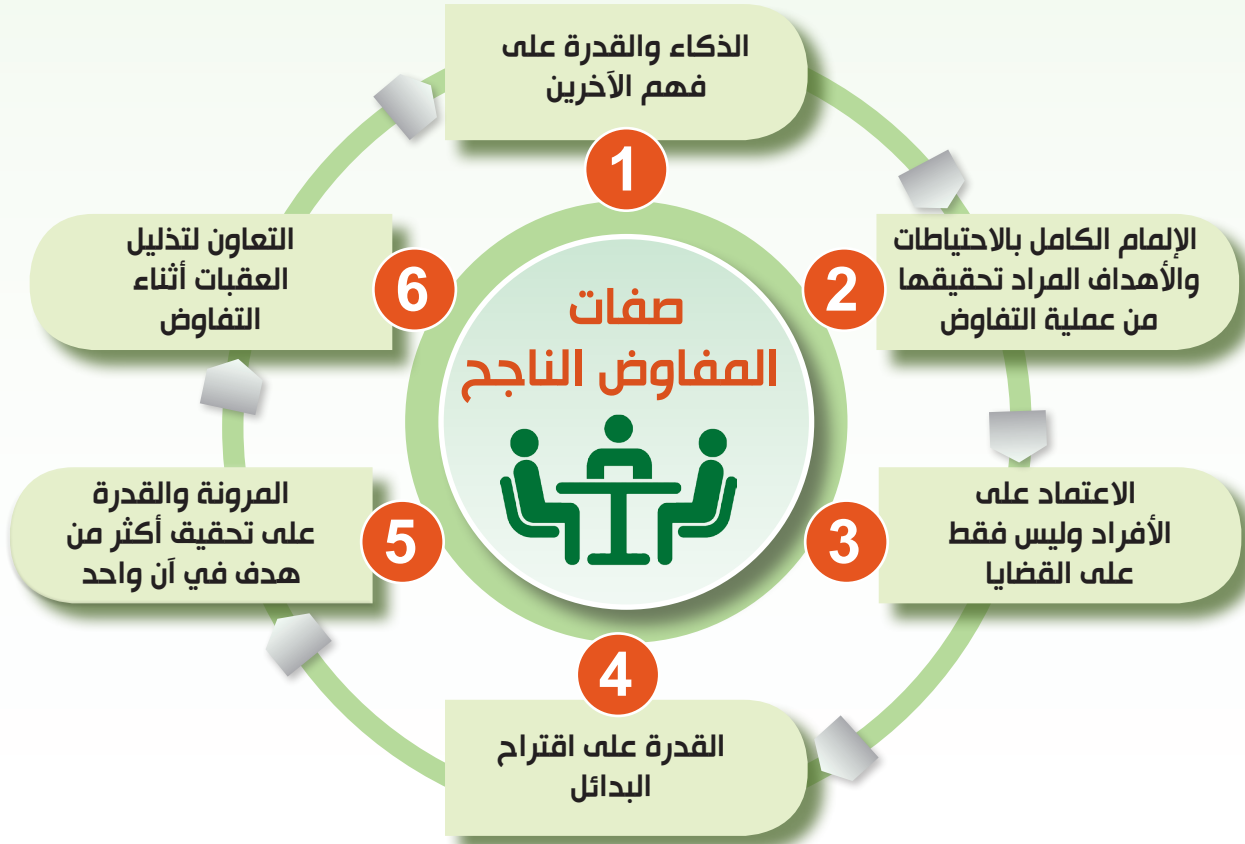 صفات
المفاوض الناجح
1
الذكاء والقدرة على
فهم الآخرين
2
الإلمام الكامل بالاحتياطات
والأهداف المراد تحقيقها
من عملية التفاوض
3
الاعتماد على
الأفراد وليس فقط
على القضايا
4
القدرة على اقتراح
البدائل
5
المرونة والقدرة
على تحقيق أكثر من
هدف في آن واحد
6
التعاون لتذليل
العقبات أثناء
التفاوض